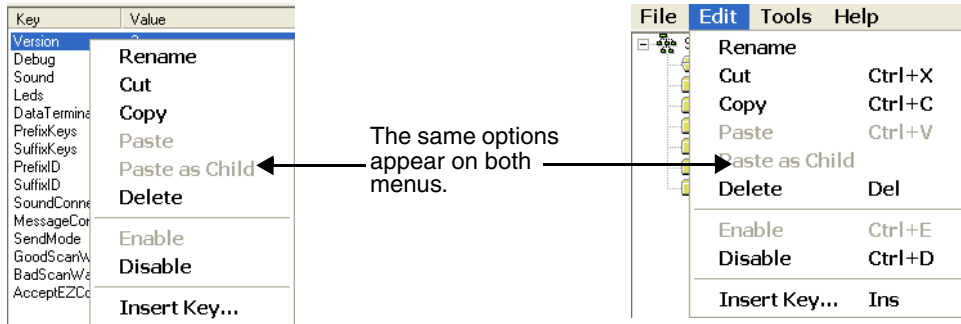 Key Value
Version
Debug
Sound
Leds
DataTermina
PrefixKeys
SuffixKeys
PrefixID
SuffixID
SoundConne
MessageCor
SendMode
GoodScanW
BadScanWa
AcceptEZCo
Rename
Cut
Copy
Paste
Paste as Child
Delete
Enable
Disable
Insert Key...
The same options
appear on both
menus.
File Edit Tools Help
Rename
Cut Ctrl+X
Copy Ctrl+C
Paste Ctrl+V
Paste as Child
Delete Del
Enable Ctrl+E
Disable Ctrl+D
Insert Key... Ins